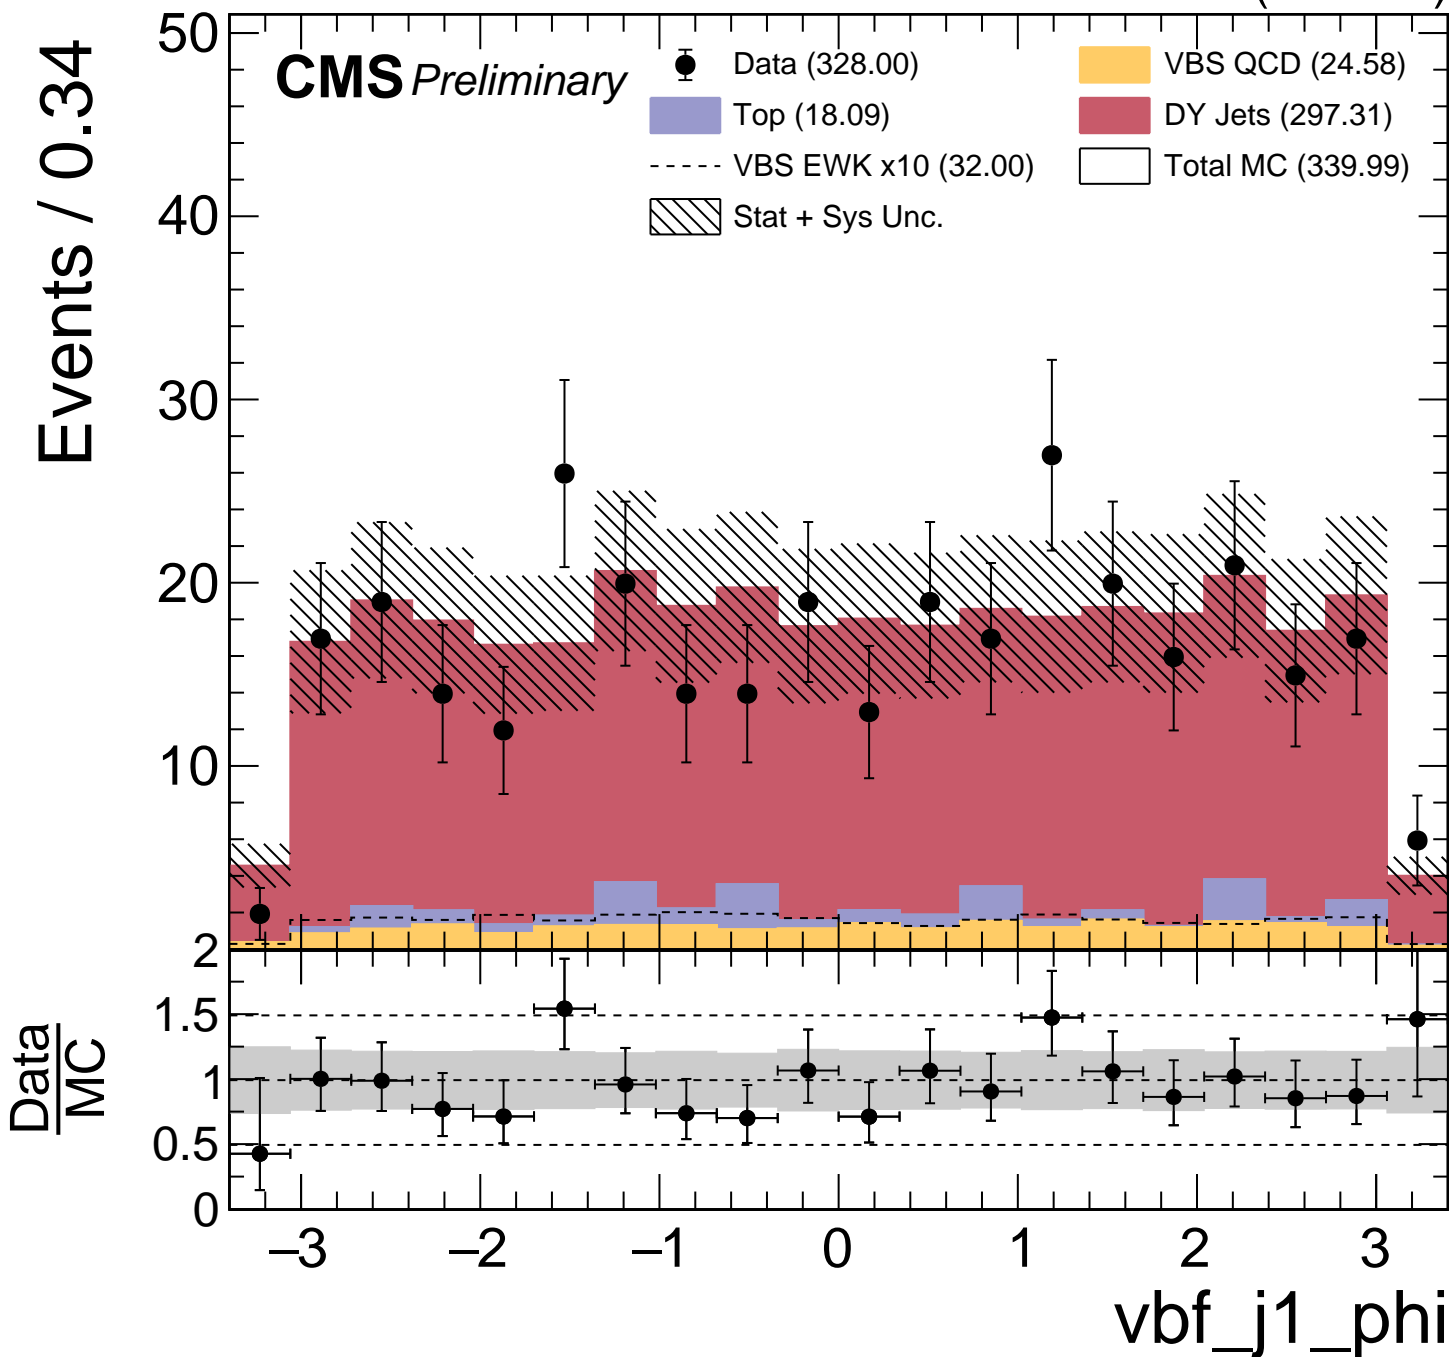 50
40
30
20
10
Events / 0.34
CMS Preliminary
Data (328.00)
VBS QCD (24.58)
Top (18.09)
DY Jets (297.31)
VBS EWK x10 (32.00)
Total MC (339.99)
Stat + Sys Unc.
2
1.5
1
0.5
0
Data
MC
–3 –2 –1 0 1 2 3
vbf_j1_phi